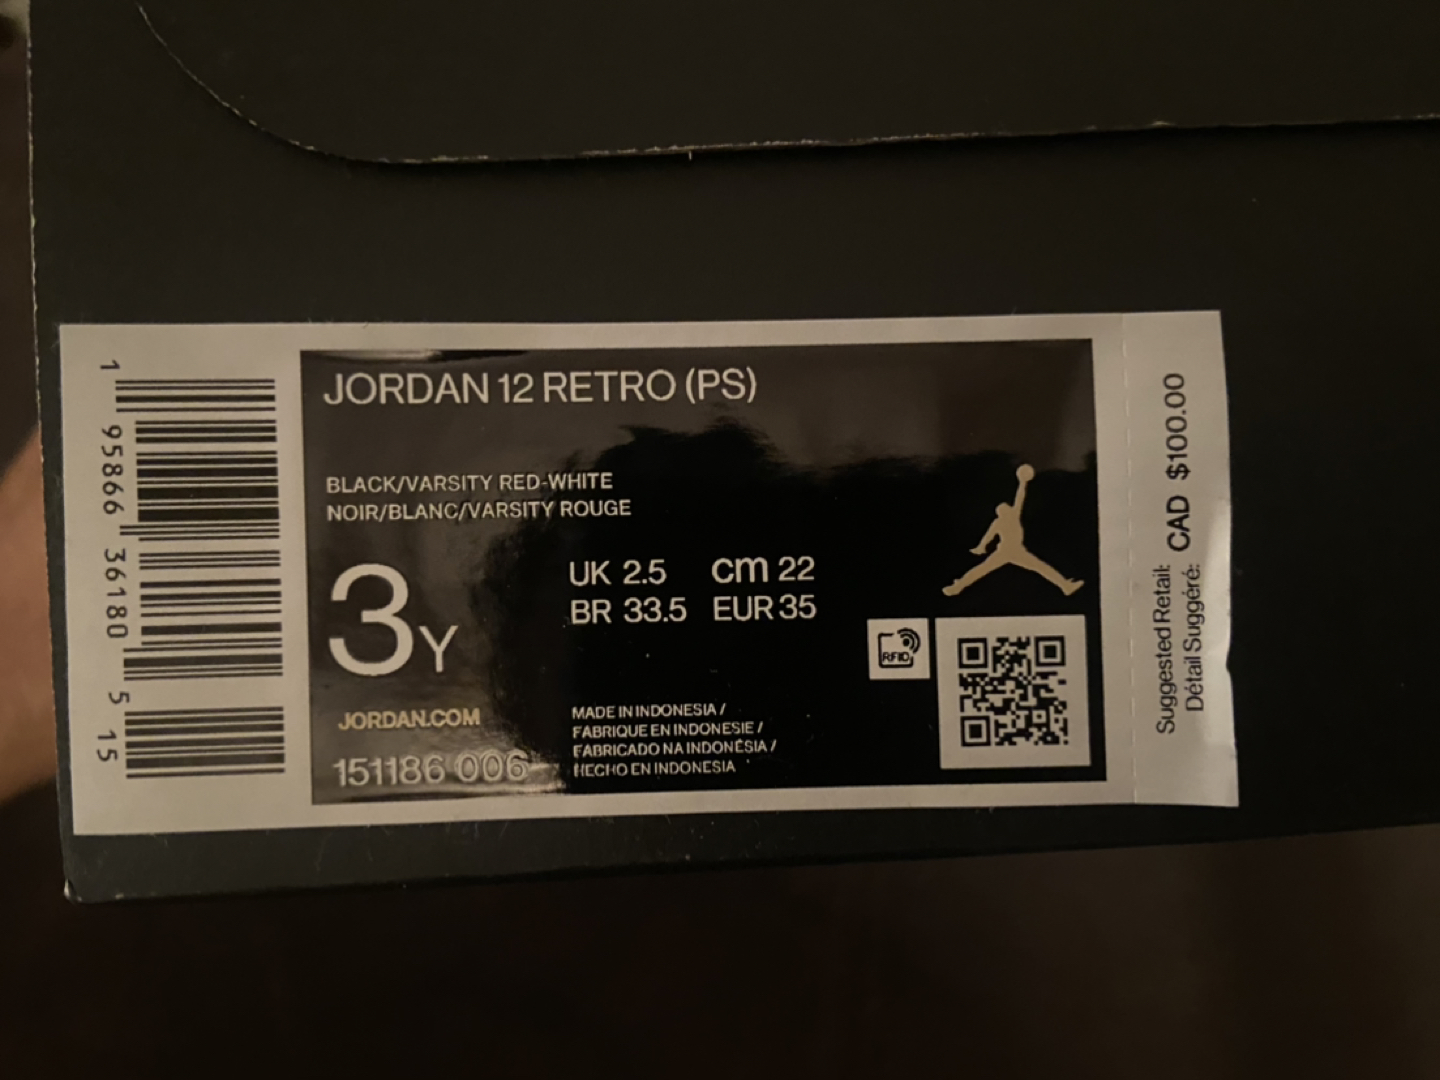 JORDAN 12 RETRO (PS)
BLACK/VARSITY RED-WHITE
NOIR/BLANC/VARSITY ROUGE
3Y
UK 2.5 cm 22
BR 33.5 EUR 35
JORDAN.COM
151186 006
MADE IN INDONESIA /
FABRIQUE EN INDONESIE /
FABRICADO NA INDONÉSIA /
HECHO EN INDONESIA
RFID
1 95866 36180 5 15
Suggested Retail: CAD $100.00
Détail Suggéré: